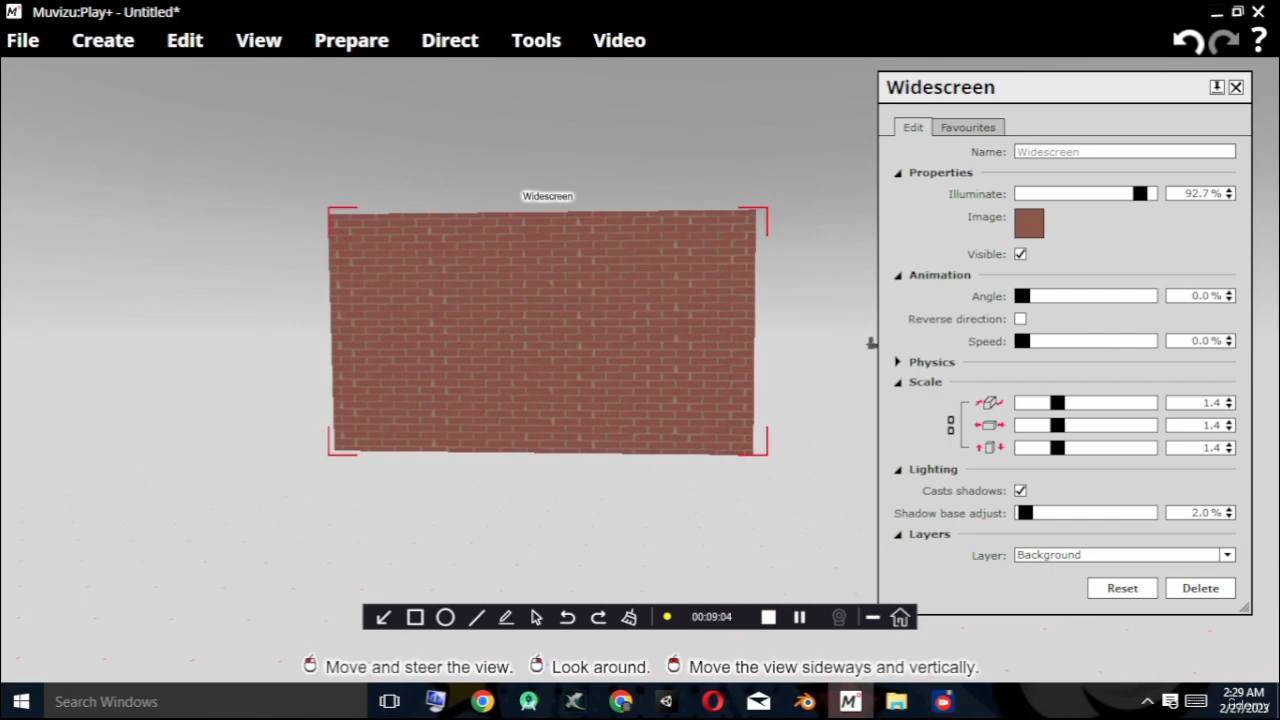 Muvizu:Play+ - Untitled*
File Create Edit View Prepare Direct Tools Video ?
Widescreen
Edit Favourites
Name: Widescreen
Properties
Illuminate: 92.7 %
Image:
Visible:
Animation
Angle: 0.0 %
Reverse direction:
Speed: 0.0 %
Physics
Scale
1.4
1.4
1.4
Lighting
Casts shadows:
Shadow base adjust: 2.0 %
Layers
Layer: Background
Reset Delete
Widescreen
00:09:04
Move and steer the view. Look around. Move the view sideways and vertically.
Search Windows
2:29 AM